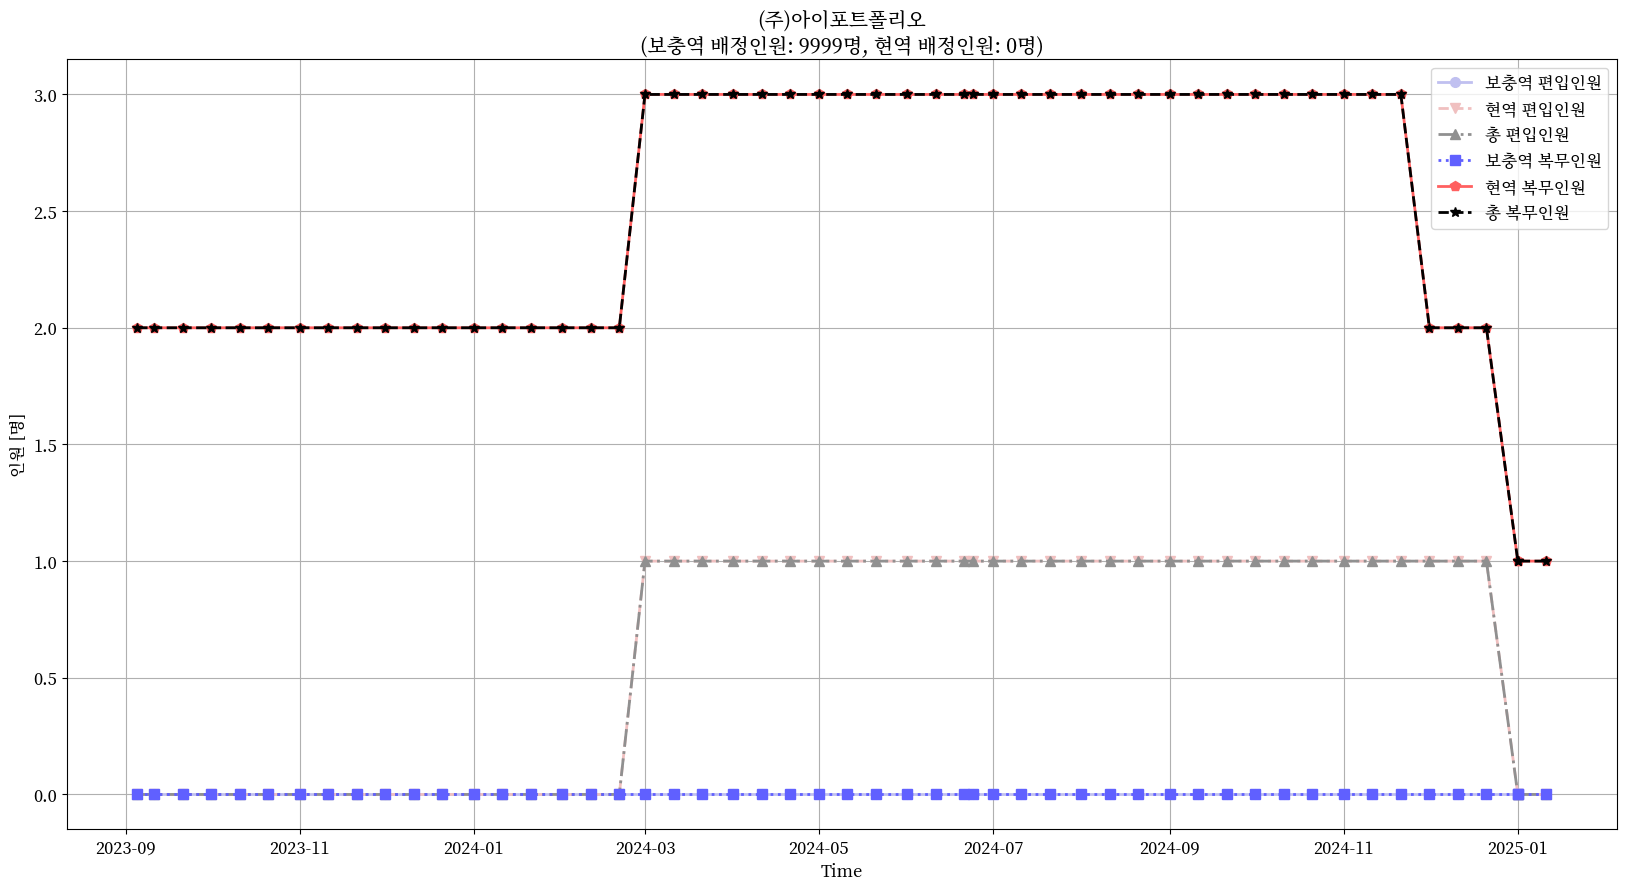 (주)아이포트폴리오
(보충역 배정인원: 9999명, 현역 배정인원: 0명)
보충역 편입인원
현역 편입인원
총 편입인원
보충역 복무인원
현역 복무인원
총 복무인원
인원 [명]
3.0
2.5
2.0
1.5
1.0
0.5
0.0
2023-09 2023-11 2024-01 2024-03 2024-05 2024-07 2024-09 2024-11 2025-01
Time